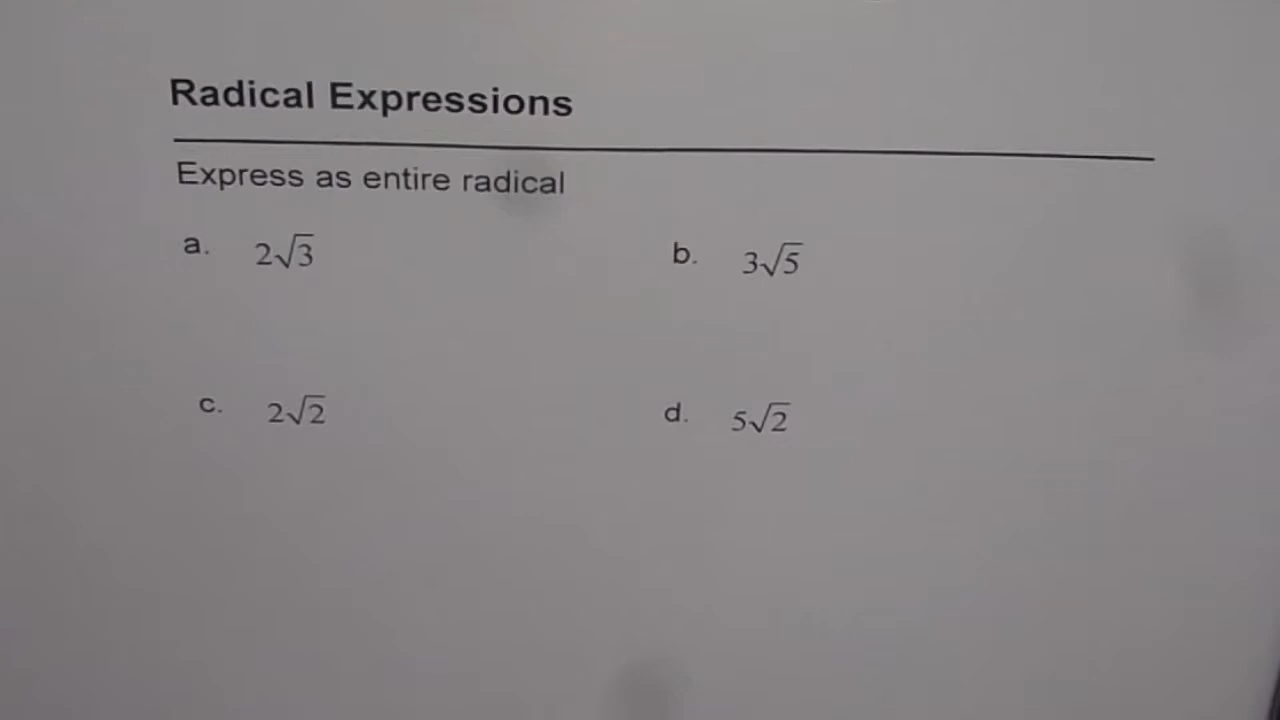 Radical Expressions
Express as entire radical
a. 2√3 b. 3√5
c. 2√2 d. 5√2